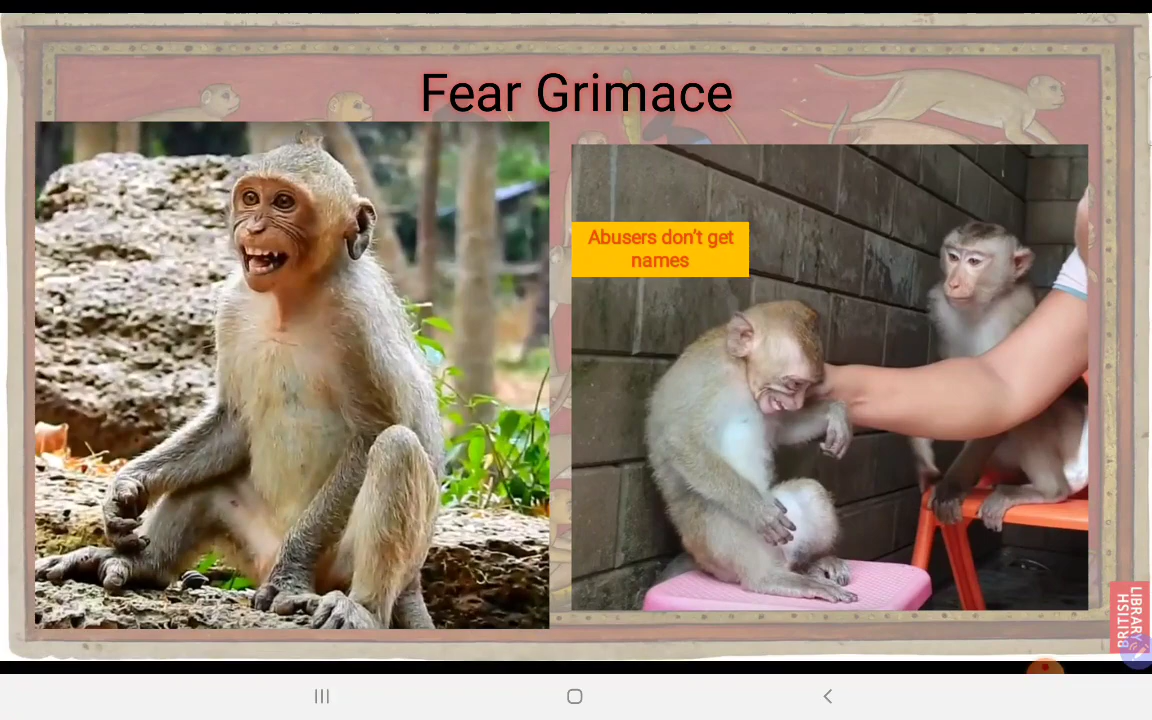 Fear Grimace
Abusers don't get
names
LIBRARY
BRITISH